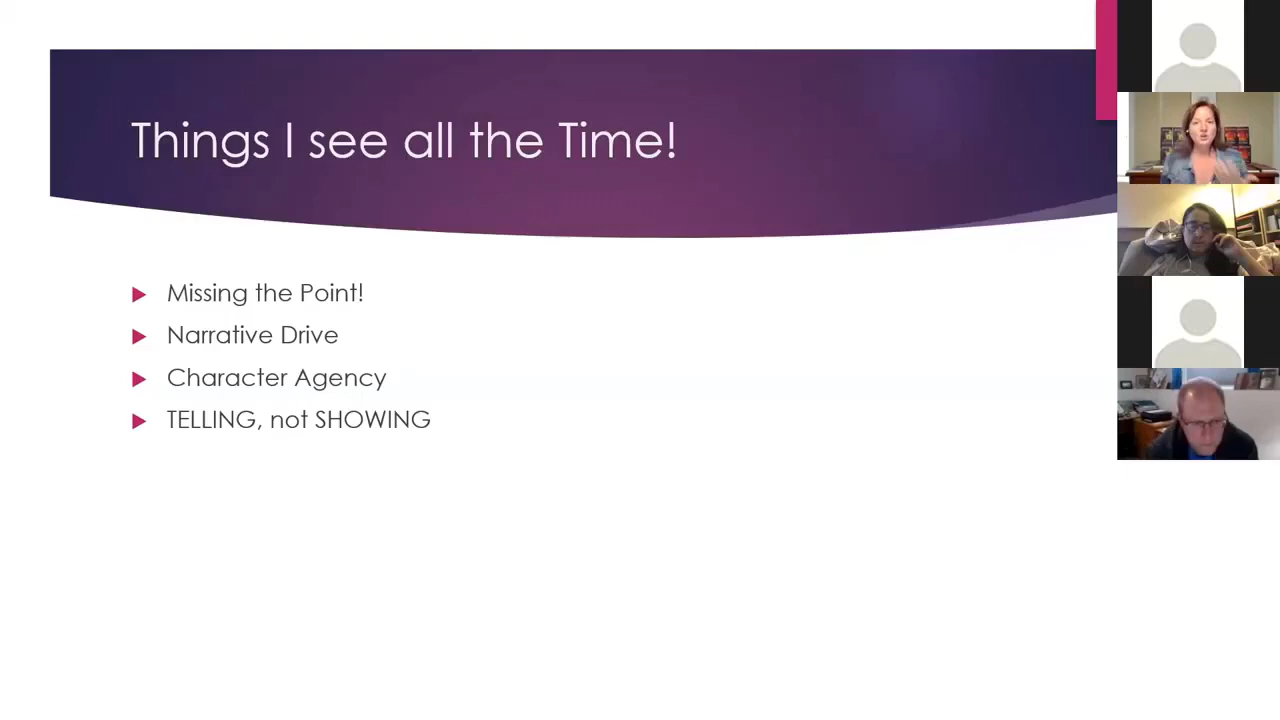 Things I see all the Time!
Missing the Point!
Narrative Drive
Character Agency
TELLING, not SHOWING